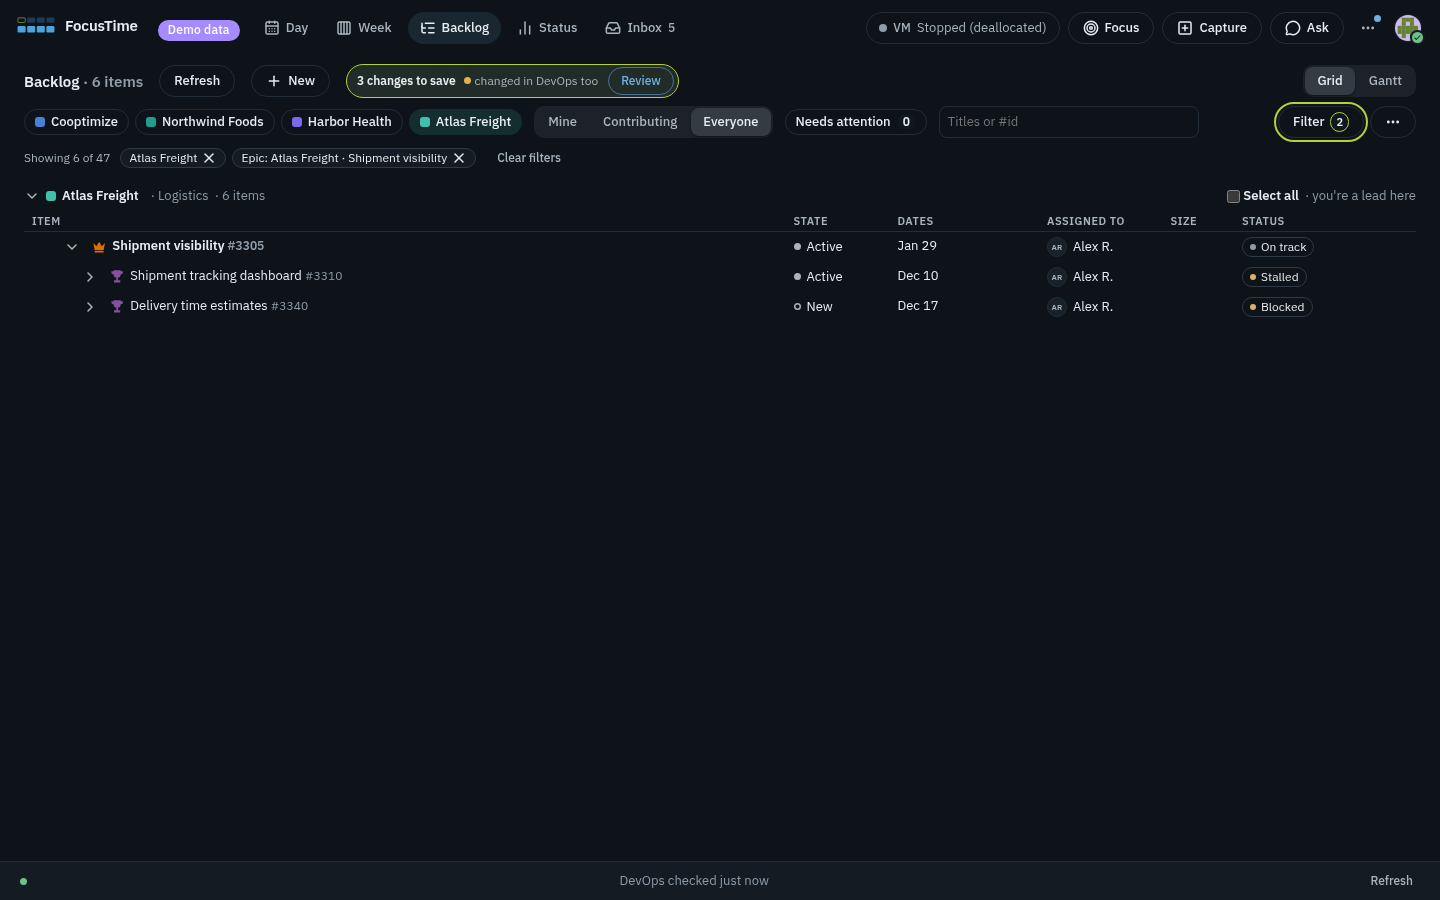 FocusTime Demo data Day Week Backlog Status Inbox 5 VM Stopped (deallocated) Focus Capture Ask
Backlog · 6 items Refresh New 3 changes to save changed in DevOps too Review Grid Gantt
Cooptimize Northwind Foods Harbor Health Atlas Freight Mine Contributing Everyone Needs attention 0 Titles or #id Filter 2
Showing 6 of 47 Atlas Freight Epic: Atlas Freight · Shipment visibility Clear filters
Atlas Freight · Logistics · 6 items Select all · you're a lead here
ITEM STATE DATES ASSIGNED TO SIZE STATUS
Shipment visibility #3305 Active Jan 29 AR Alex R. On track
Shipment tracking dashboard #3310 Active Dec 10 AR Alex R. Stalled
Delivery time estimates #3340 New Dec 17 AR Alex R. Blocked
DevOps checked just now Refresh